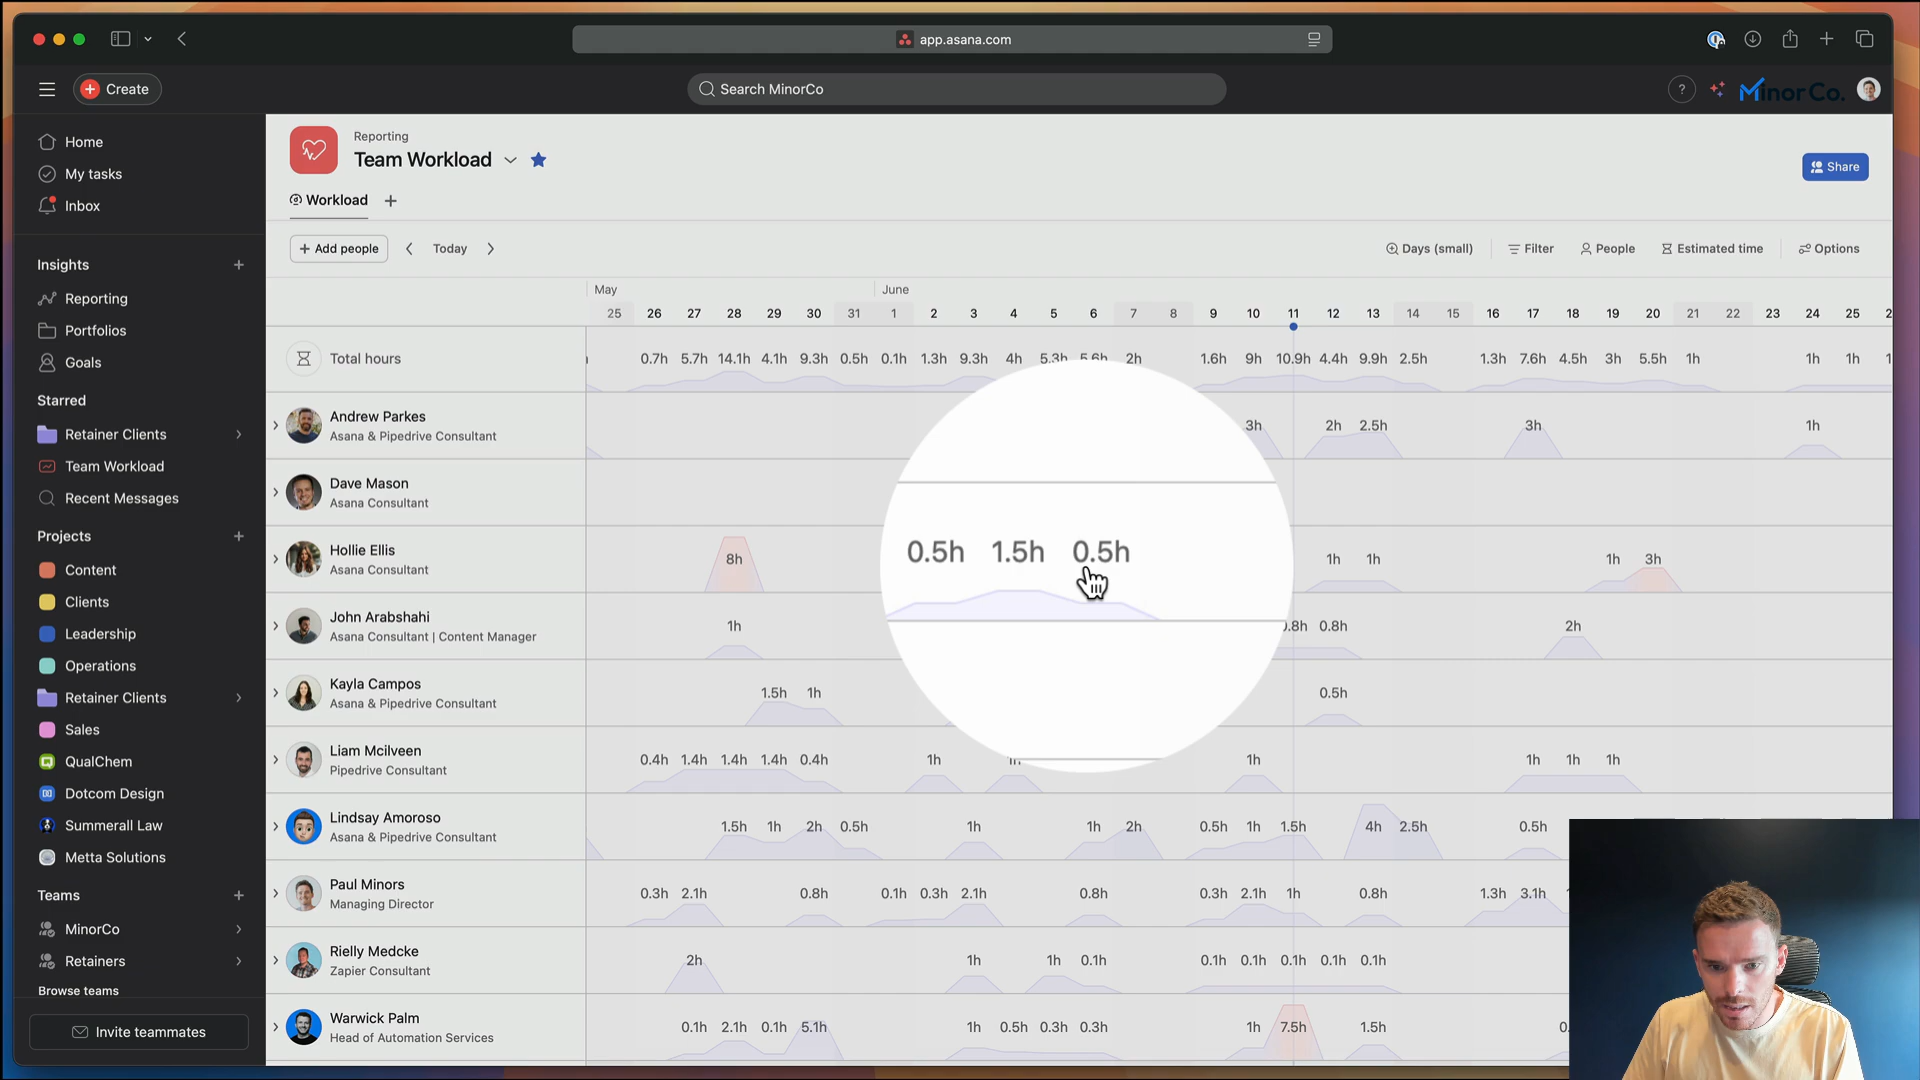 app.asana.com
Create
Search MinorCo
?
MinorCo.
Home
My tasks
Inbox
Insights
Reporting
Portfolios
Goals
Starred
Retainer Clients
Team Workload
Recent Messages
Projects
Content
Clients
Leadership
Operations
Retainer Clients
Sales
QualChem
Dotcom Design
Summerall Law
Metta Solutions
Teams
MinorCo
Retainers
Browse teams
Invite teammates
Reporting
Team Workload
Share
Workload
Add people Today Days (small) Filter People Estimated time Options
May June
25 26 27 28 29 30 31 1 2 3 4 5 6 7 8 9 10 11 12 13 14 15 16 17 18 19 20 21 22 23 24 25
Total hours 0.7h 5.7h 14.1h 4.1h 9.3h 0.5h 0.1h 1.3h 9.3h 4h 5.3h 5.6h 2h 1.6h 9h 10.9h 4.4h 9.9h 2.5h 1.3h 7.6h 4.5h 3h 5.5h 1h 1h 1h
Andrew Parkes 3h 2h 2.5h 3h 1h
Asana & Pipedrive Consultant
Dave Mason
Asana Consultant
0.5h 1.5h 0.5h
Hollie Ellis 8h 1h 1h 1h 3h
Asana Consultant
John Arabshahi 1h 0.8h 2h
Asana Consultant | Content Manager
Kayla Campos 1.5h 1h 0.5h
Asana & Pipedrive Consultant
Liam Mcilveen 0.4h 1.4h 1.4h 1.4h 0.4h 1h 1h 1h 1h 1h
Pipedrive Consultant
Lindsay Amoroso 1.5h 1h 2h 0.5h 1h 1h 2h 0.5h 1h 1.5h 4h 2.5h 0.5h
Asana & Pipedrive Consultant
Paul Minors 0.3h 2.1h 0.8h 0.1h 0.3h 2.1h 0.8h 0.3h 2.1h 1h 0.8h 1.3h 3.1h
Managing Director
Rielly Medcke 2h 1h 1h 0.1h 0.1h 0.1h 0.1h 0.1h 0.1h
Zapier Consultant
Warwick Palm 0.1h 2.1h 0.1h 5.1h 1h 0.5h 0.3h 0.3h 1h 7.5h 1.5h
Head of Automation Services